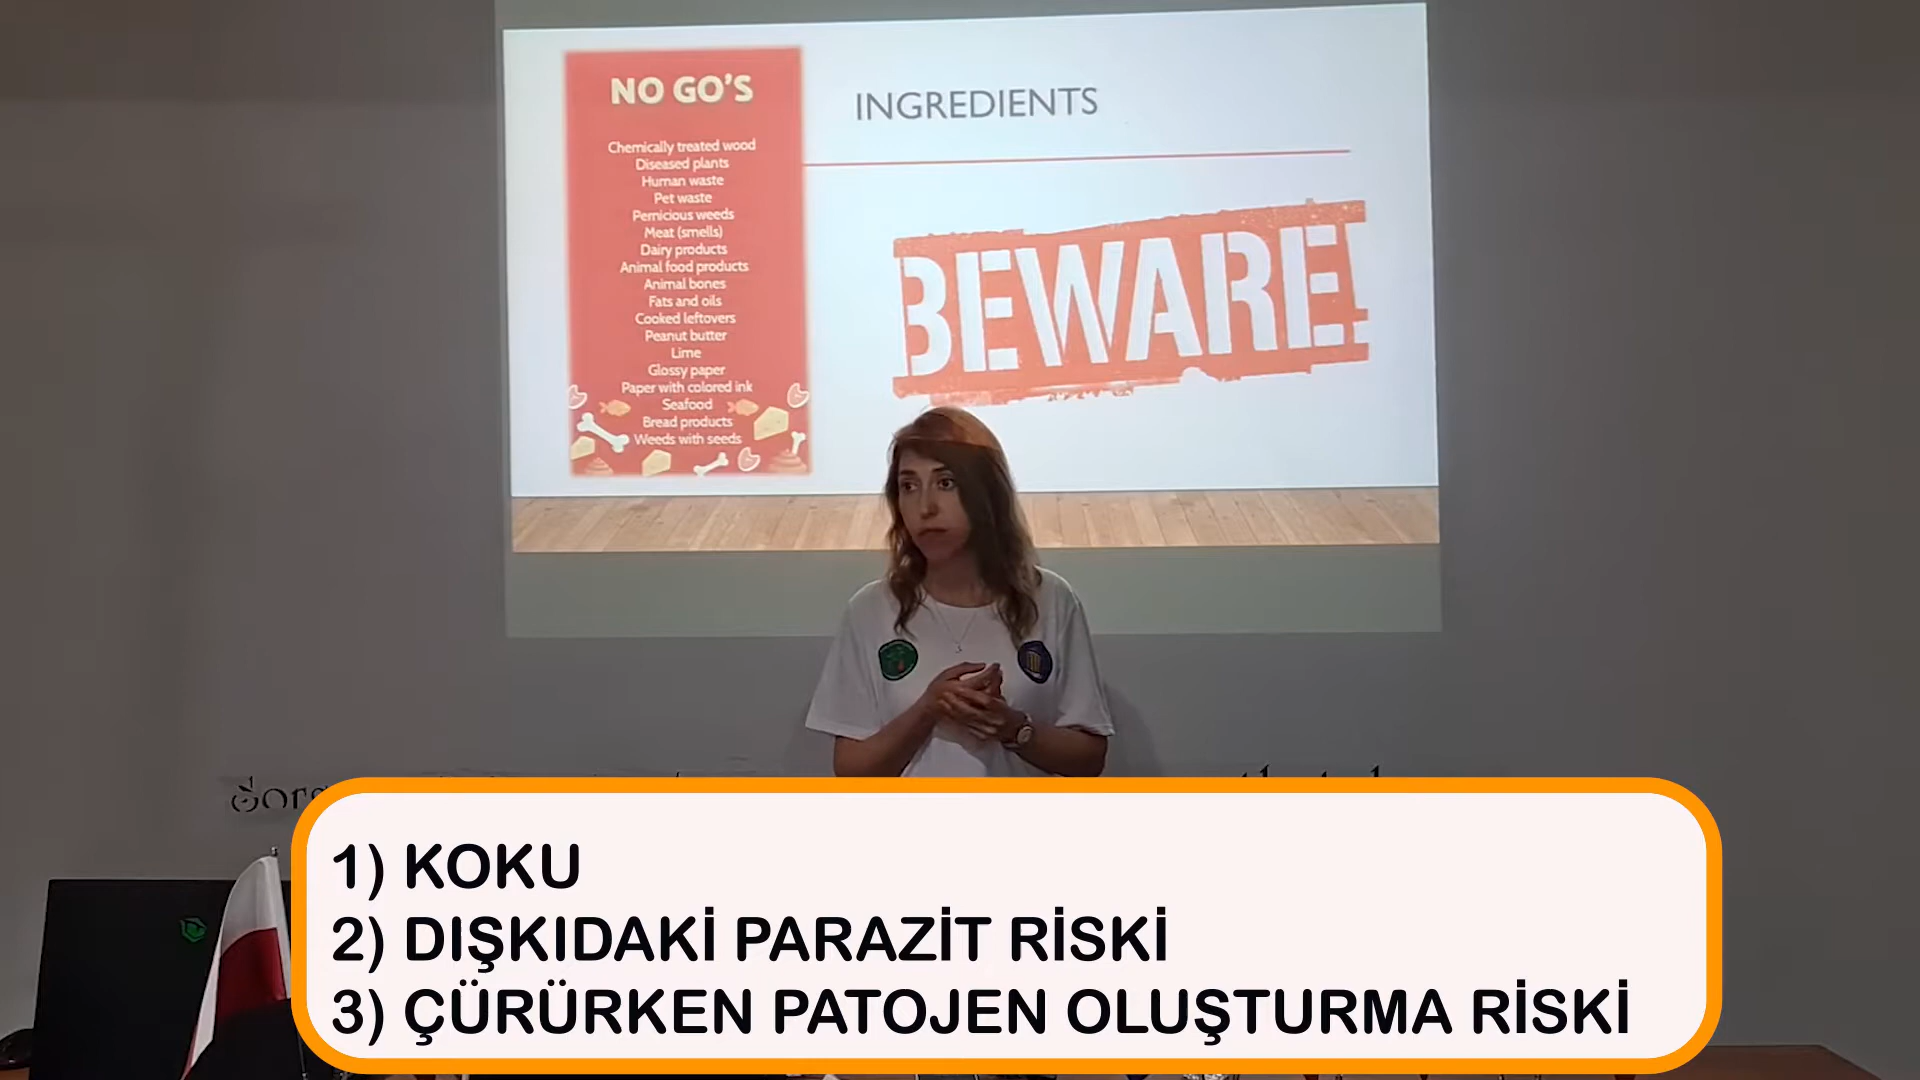 NO GO'S
Chemically treated wood
Diseased plants
Human waste
Pet waste
Pernicious weeds
Meat (smells)
Dairy products
Animal food products
Animal bones
Fats and oils
Cooked leftovers
Peanut butter
Lime
Glossy paper
Paper with colored ink
Seafood
Bread products
Weeds with seeds
INGREDIENTS
BEWARE!
1) KOKU
2) DIŞKIDAKİ PARAZİT RİSKİ
3) ÇÜRÜRKEN PATOJEN OLUŞTURMA RİSKİ